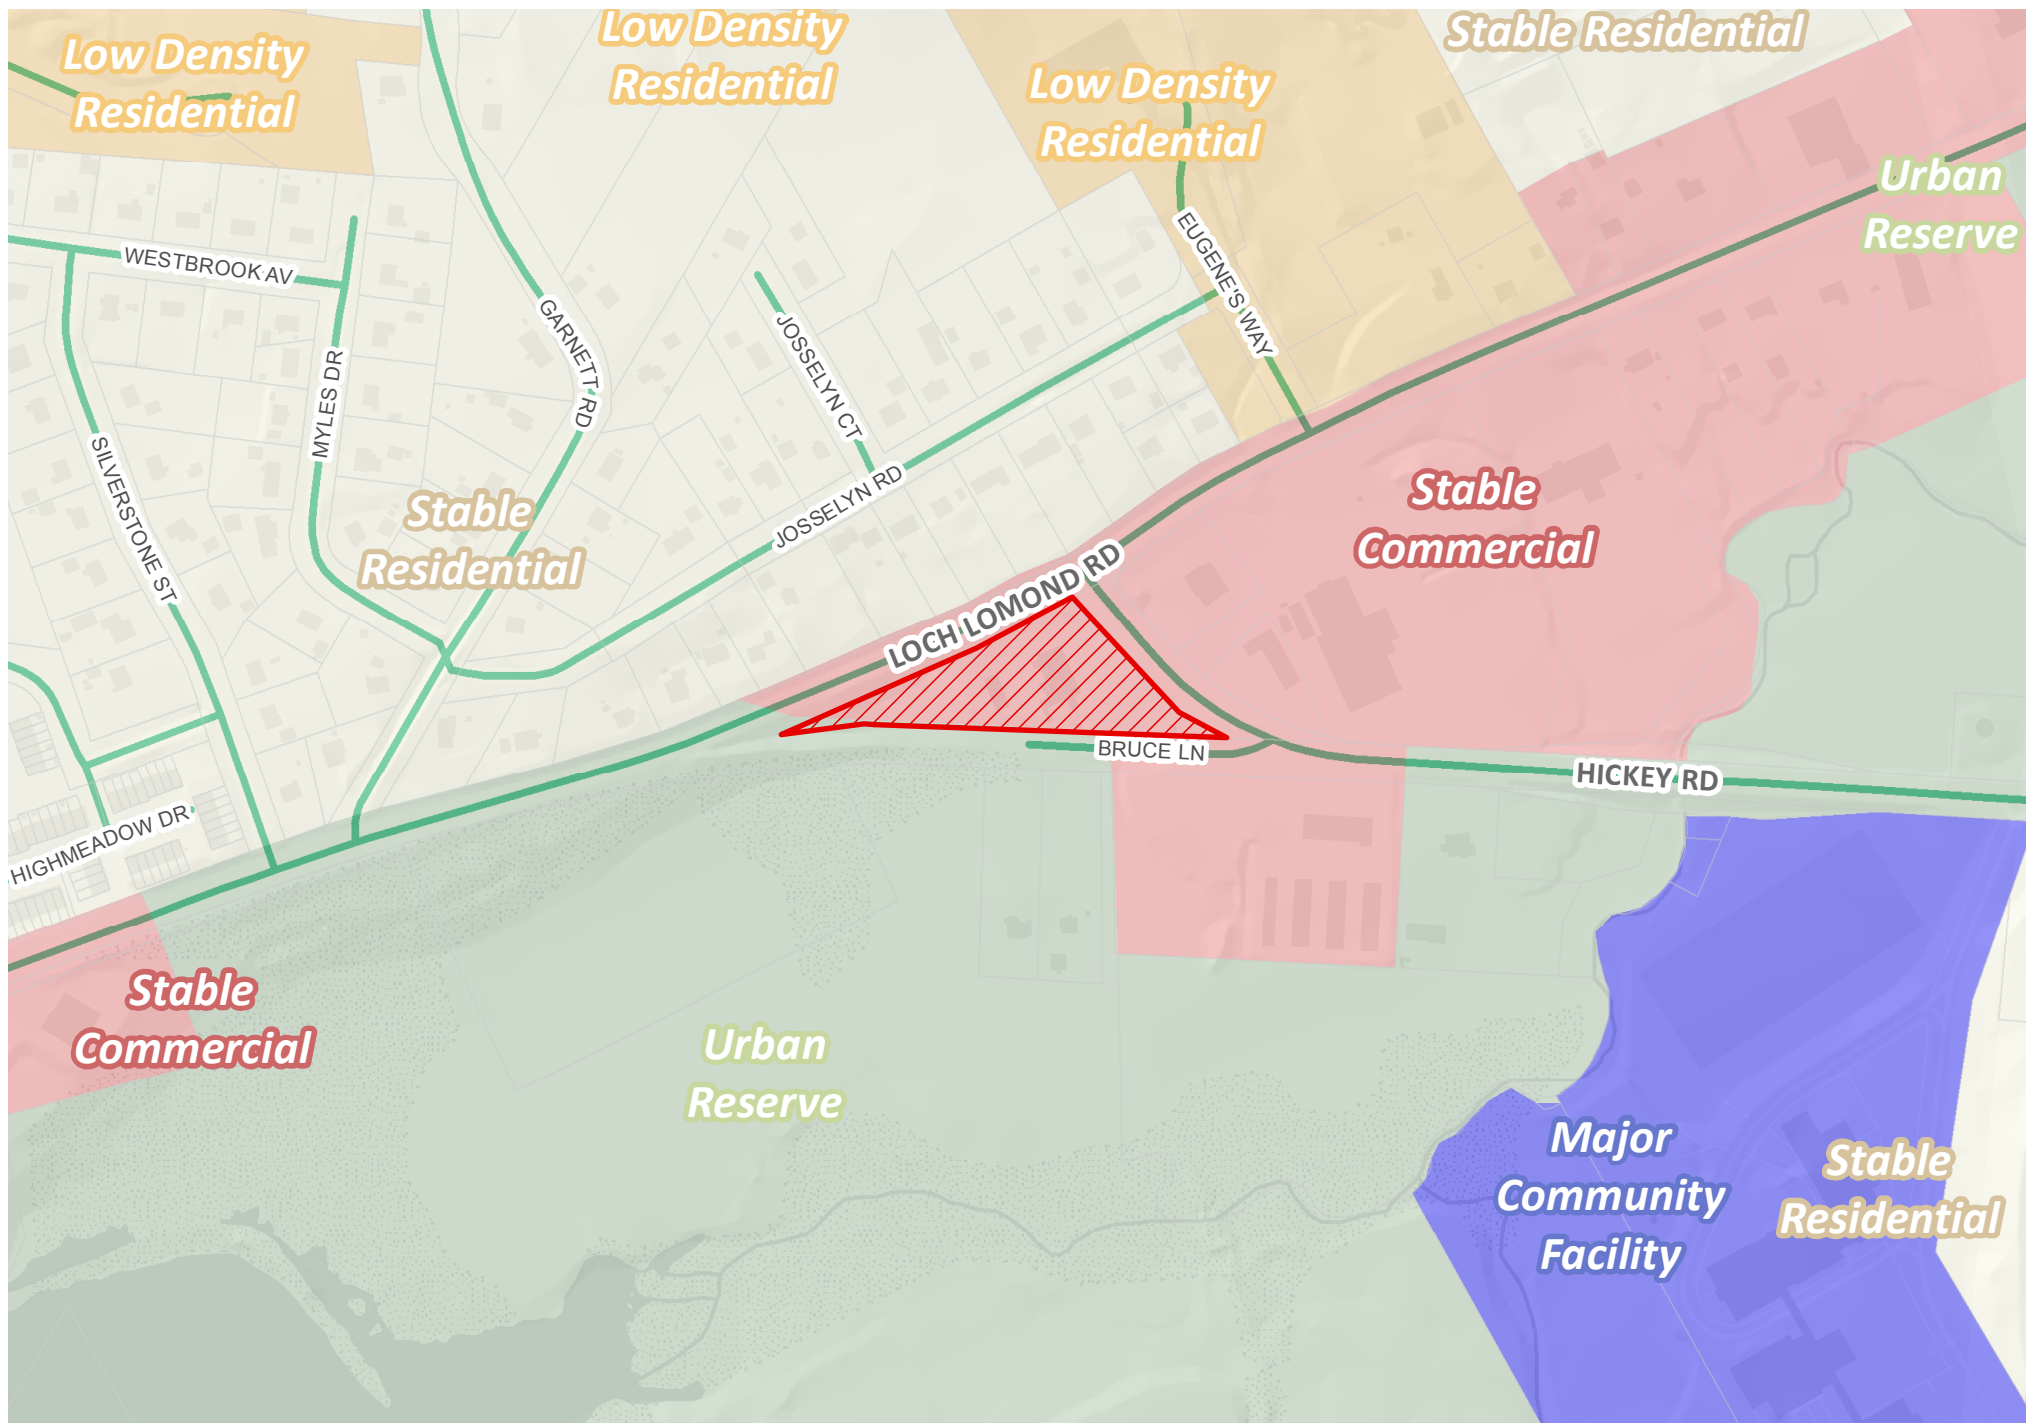 Low Density
Residential
Low Density
Residential
Low Density
Residential
Stable Residential
Urban
Reserve
WESTBROOK AV
MYLES DR
GARNETT RD
JOSSELYN CT
EUGENE'S WAY
SILVERSTONE ST
JOSSELYN RD
Stable
Residential
Stable
Commercial
LOCH LOMOND RD
BRUCE LN
HICKEY RD
HIGHMEADOW DR
Stable
Commercial
Urban
Reserve
Major
Community
Facility
Stable
Residential